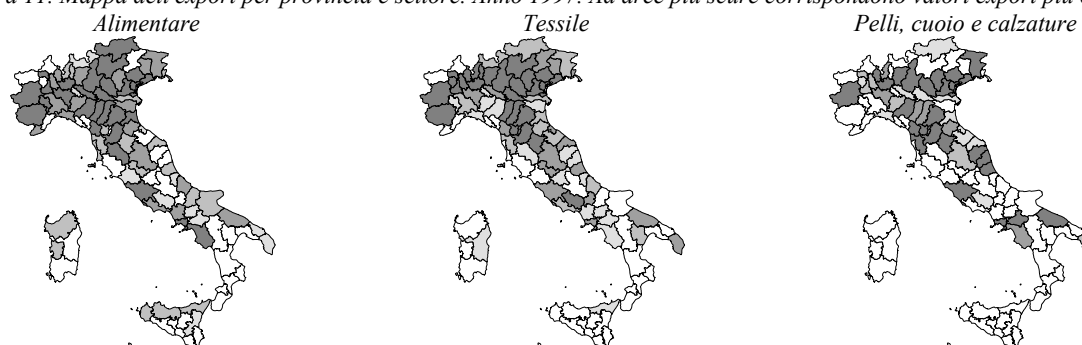 a 11. Mappa dell'export per provincia e settore. Anno 1997. Ad aree più scure corrispondono valori export più
Alimentare Tessile Pelli, cuoio e calzature